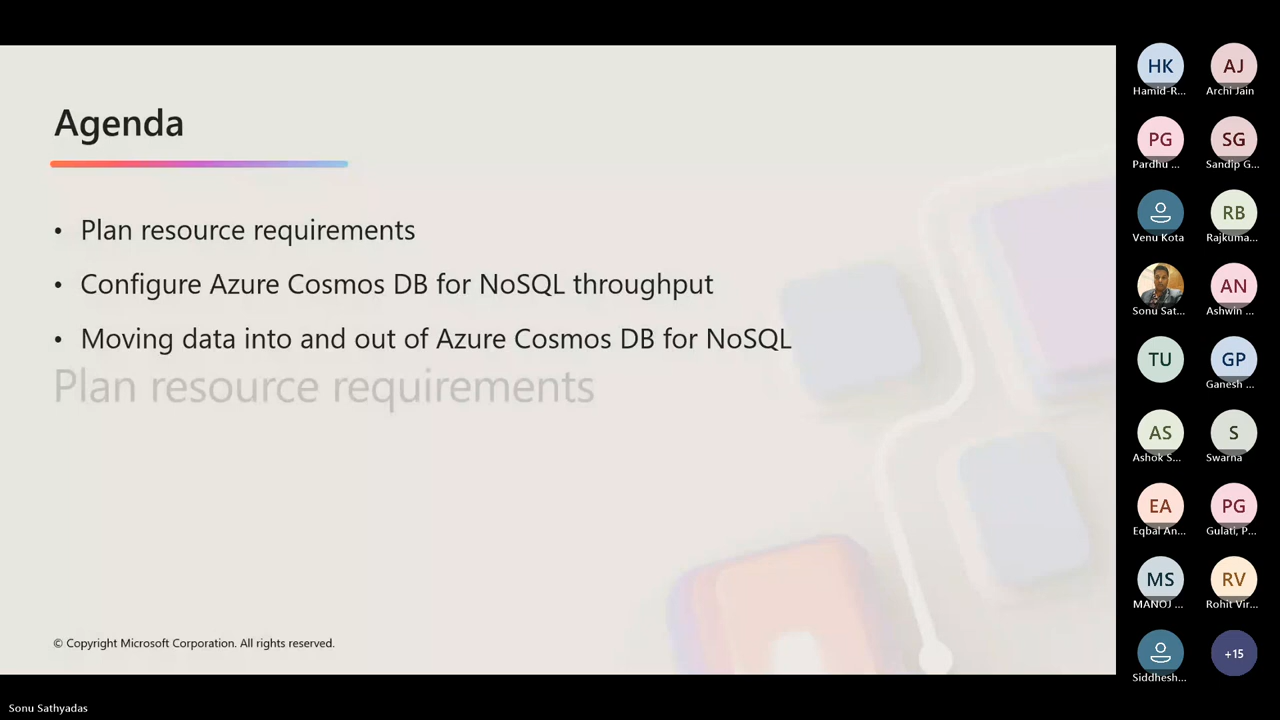 Agenda
• Plan resource requirements
• Configure Azure Cosmos DB for NoSQL throughput
• Moving data into and out of Azure Cosmos DB for NoSQL
Plan resource requirements
© Copyright Microsoft Corporation. All rights reserved.
Sonu Sathyadas
HK AJ
Hamid-R... Archi Jain
PG SG
Pardhu ... Sandip G...
RB
Venu Kota Rajkuma...
AN
Sonu Sat... Ashwin ...
TU GP
Ganesh ...
AS S
Ashok S... Swarna
EA PG
Eqbal An... Gulati, P...
MS RV
MANOJ ... Rohit Vir...
+15
Siddhesh...